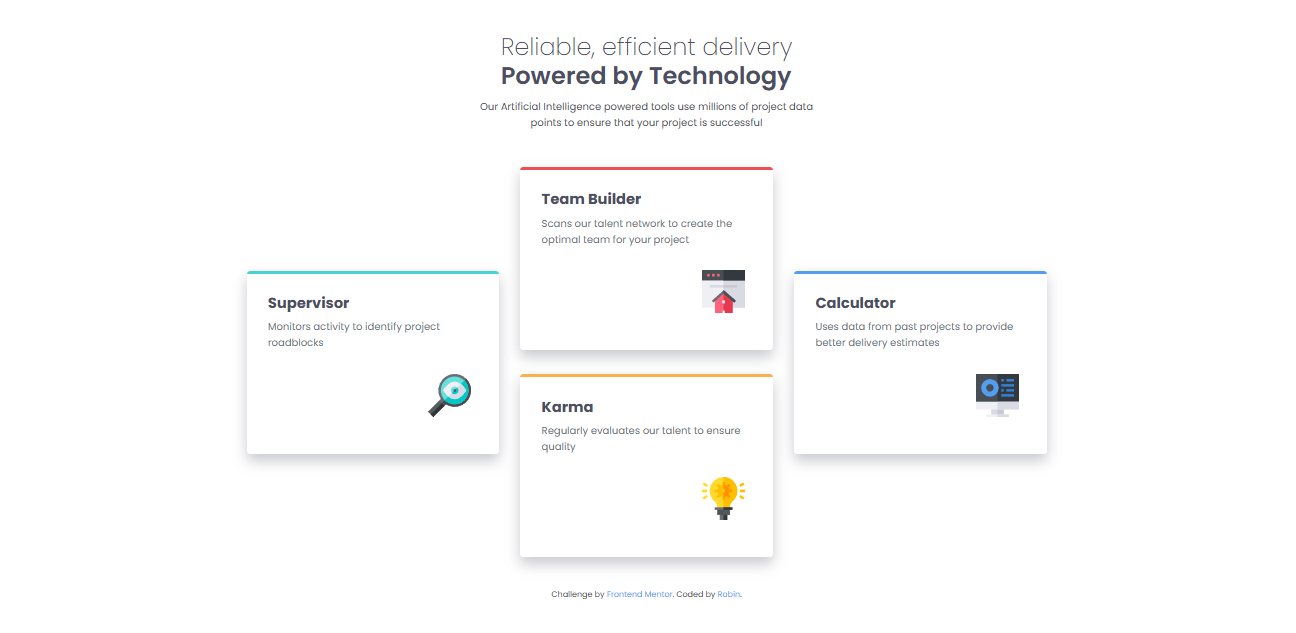 Reliable, efficient delivery
Powered by Technology
Our Artificial Intelligence powered tools use millions of project data
points to ensure that your project is successful
Supervisor
Monitors activity to identify project
roadblocks
Team Builder
Scans our talent network to create the
optimal team for your project
Karma
Regularly evaluates our talent to ensure
quality
Calculator
Uses data from past projects to provide
better delivery estimates
Challenge by Frontend Mentor. Coded by Robin.